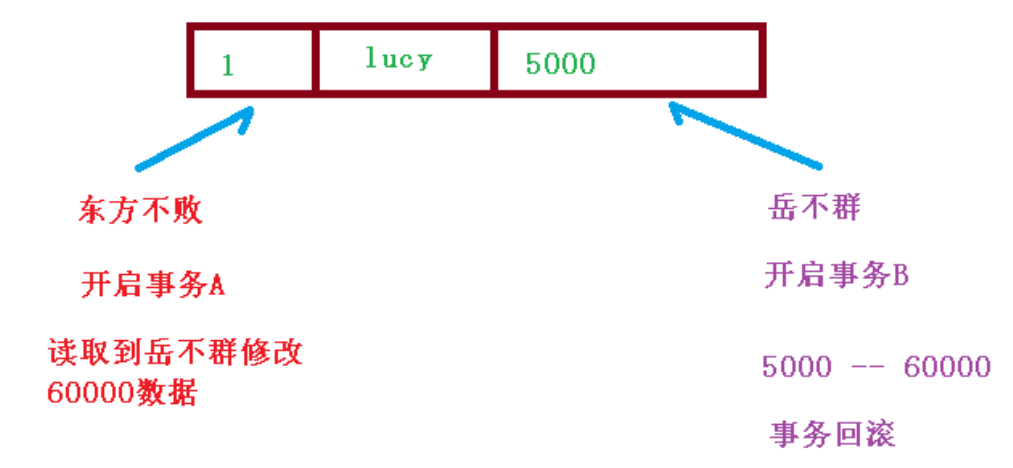 1 lucy 5000
东方不败
岳不群
开启事务A
开启事务B
读取到岳不群修改
60000数据
5000 -- 60000
事务回滚